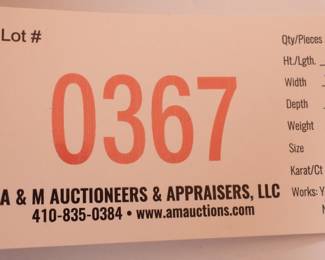 Lot #
0367
A & M AUCTIONEERS & APPRAISERS, LLC
410-835-0384 • www.amauctions.com
Qty/Pieces
Ht./Lgth.
Width
Depth
Weight
Size
Karat/Ct
Works: Y